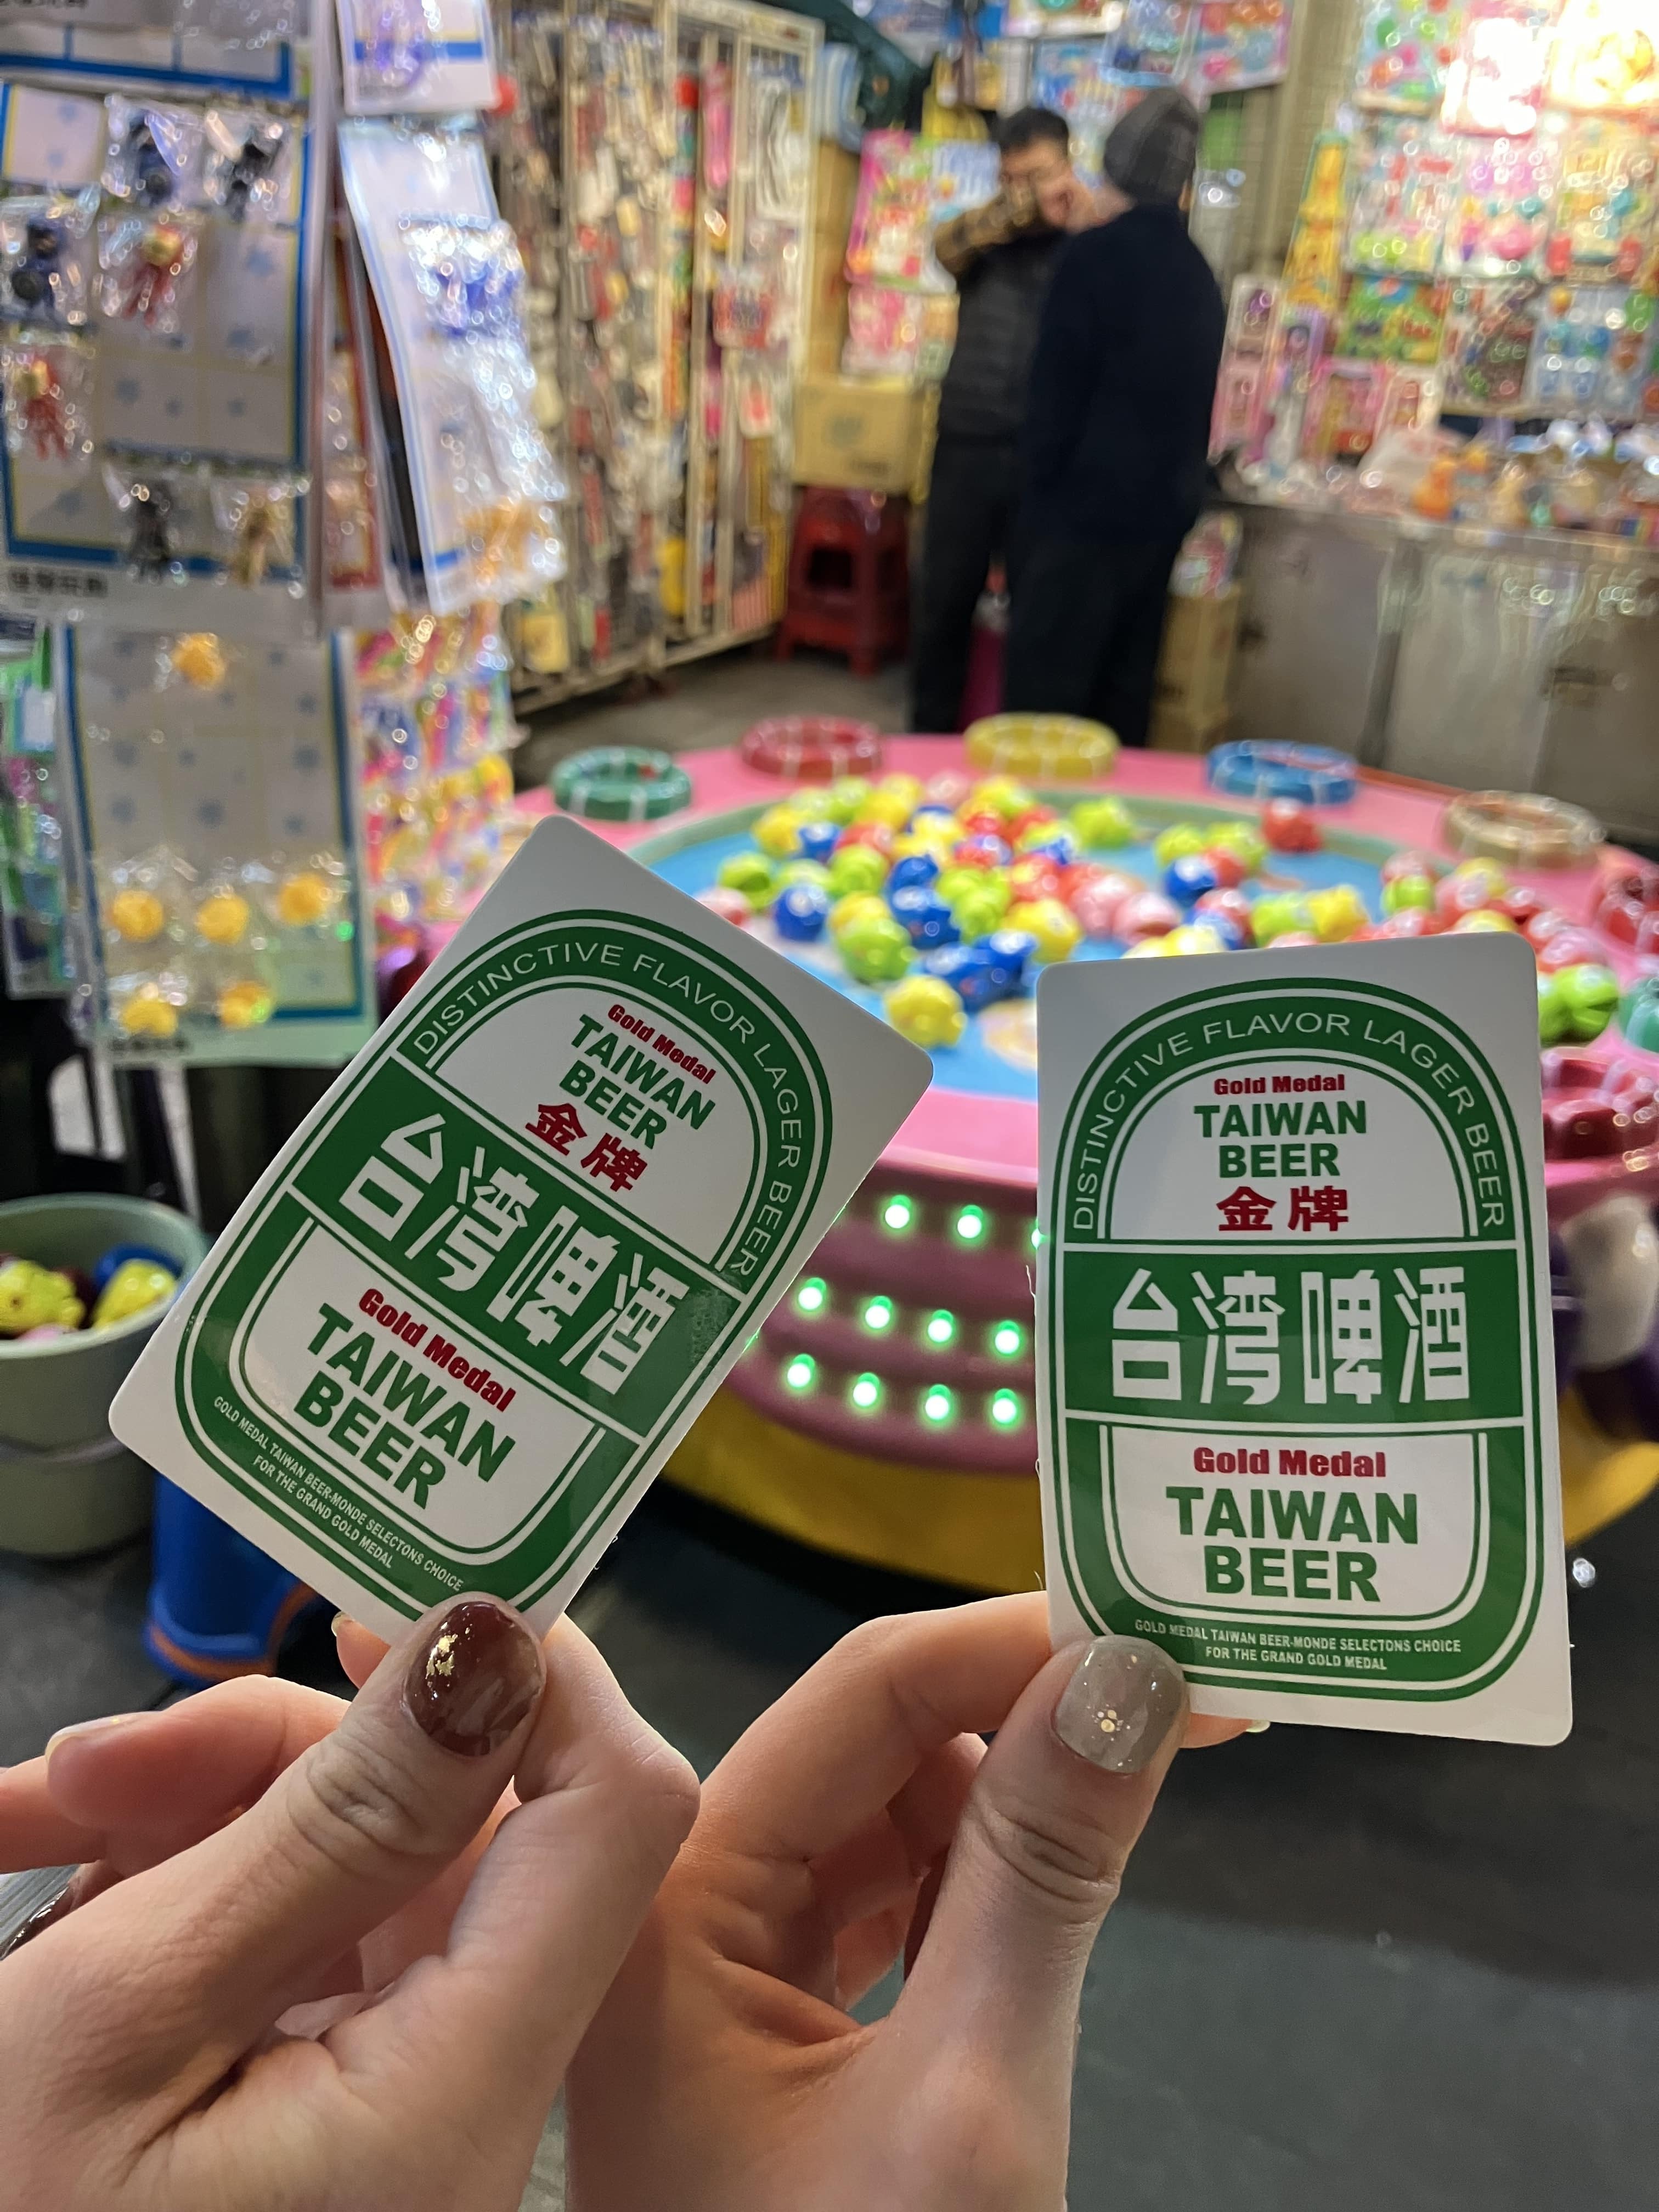 DISTINCTIVE FLAVOR LAGER BEER
Gold Medal
TAIWAN
BEER
金牌
台湾啤酒
Gold Medal
TAIWAN
BEER
GOLD MEDAL TAIWAN BEER-MONDE SELECTONS CHOICE
FOR THE GRAND GOLD MEDAL
DISTINCTIVE FLAVOR LAGER BEER
Gold Medal
TAIWAN
BEER
金牌
台湾啤酒
Gold Medal
TAIWAN
BEER
GOLD MEDAL TAIWAN BEER-MONDE SELECTONS CHOICE
FOR THE GRAND GOLD MEDAL